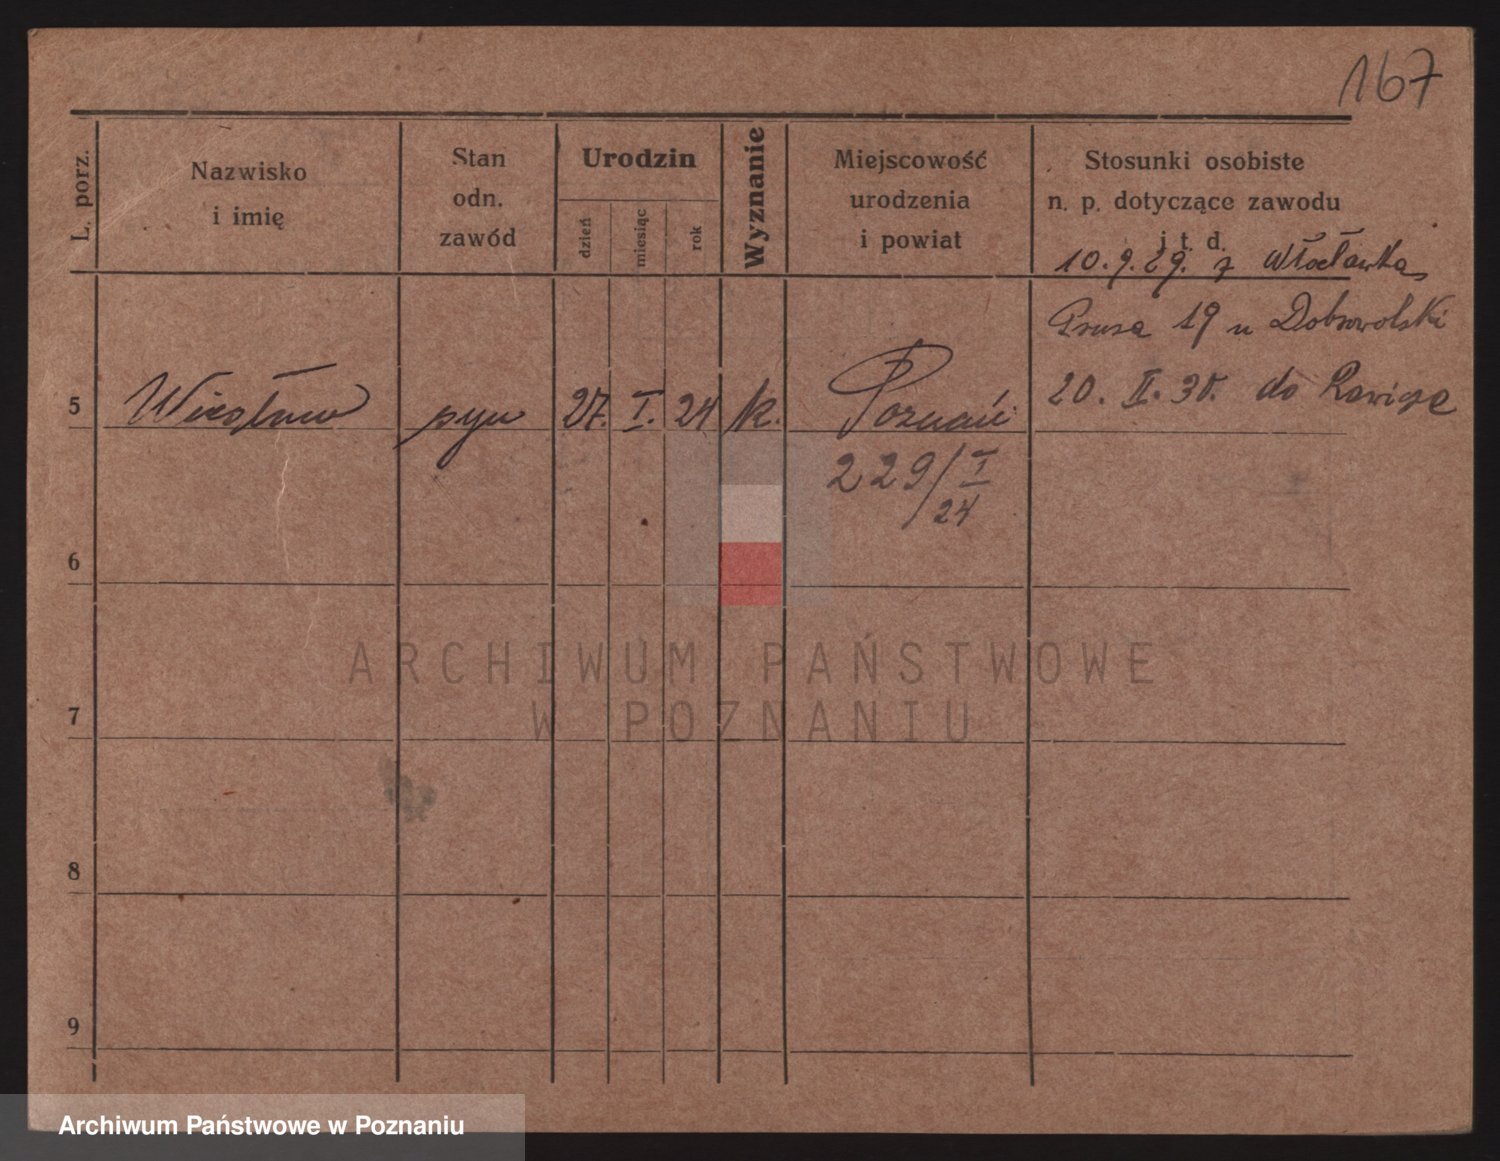 167
L. porz.
Nazwisko
i imię
Stan
odn.
zawód
Urodzin
dzień
miesiąc
rok
Wyznanie
Miejscowość
urodzenia
i powiat
Stosunki osobiste
n. p. dotyczące zawodu
i t. d.
10.9.29. z Włocławka
Prusa 19 u Dobrowolski
5 Wiesław syn 27. I. 24 k. Poznań 20. II. 30. do
229/I
24
6
7
8
9
ARCHIWUM PAŃSTWOWE
W POZNANIU
Archiwum Państwowe w Poznaniu